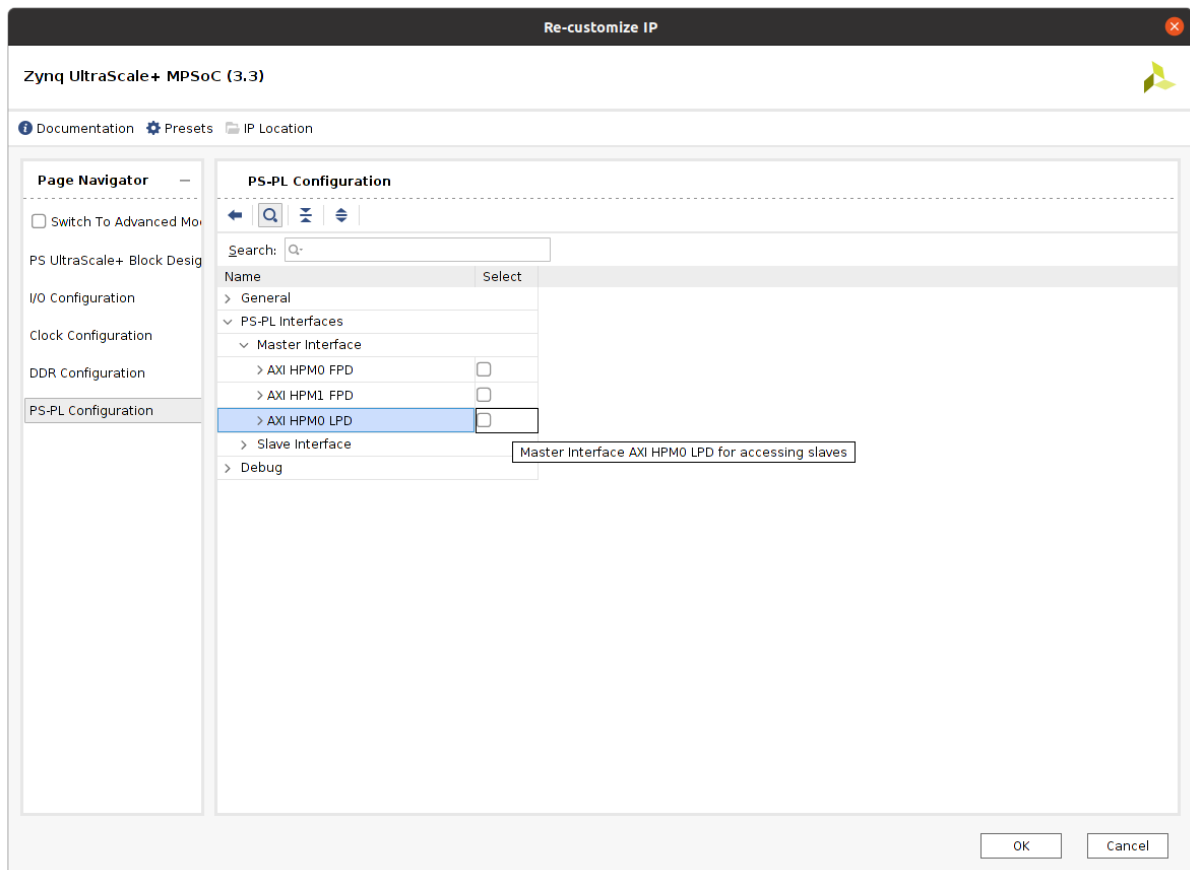 Re-customize IP
Zynq UltraScale+ MPSoC (3.3)
Documentation Presets IP Location
Page Navigator
Switch To Advanced Mo
PS UltraScale+ Block Desig
I/O Configuration
Clock Configuration
DDR Configuration
PS-PL Configuration
PS-PL Configuration
Search:
Name Select
General
PS-PL Interfaces
Master Interface
AXI HPM0 FPD
AXI HPM1 FPD
AXI HPM0 LPD
Slave Interface
Master Interface AXI HPM0 LPD for accessing slaves
Debug
OK Cancel